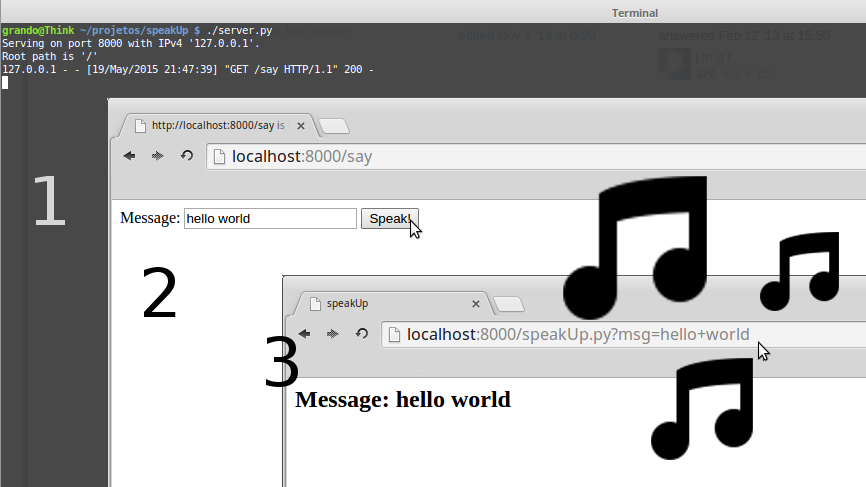 Terminal
grando@Think ~/projetos/speakUp $ ./server.py
Serving on port 8000 with IPv4 '127.0.0.1'.
Root path is '/'
127.0.0.1 - - [19/May/2015 21:47:39] "GET /say HTTP/1.1" 200 -
edited Nov 1 '14 at 0:20
answered Feb 12 '13 at 15:50
1
http://localhost:8000/say is
localhost:8000/say
Message: hello world Speak!
2
speakUp
3
localhost:8000/speakUp.py?msg=hello+world
Message: hello world